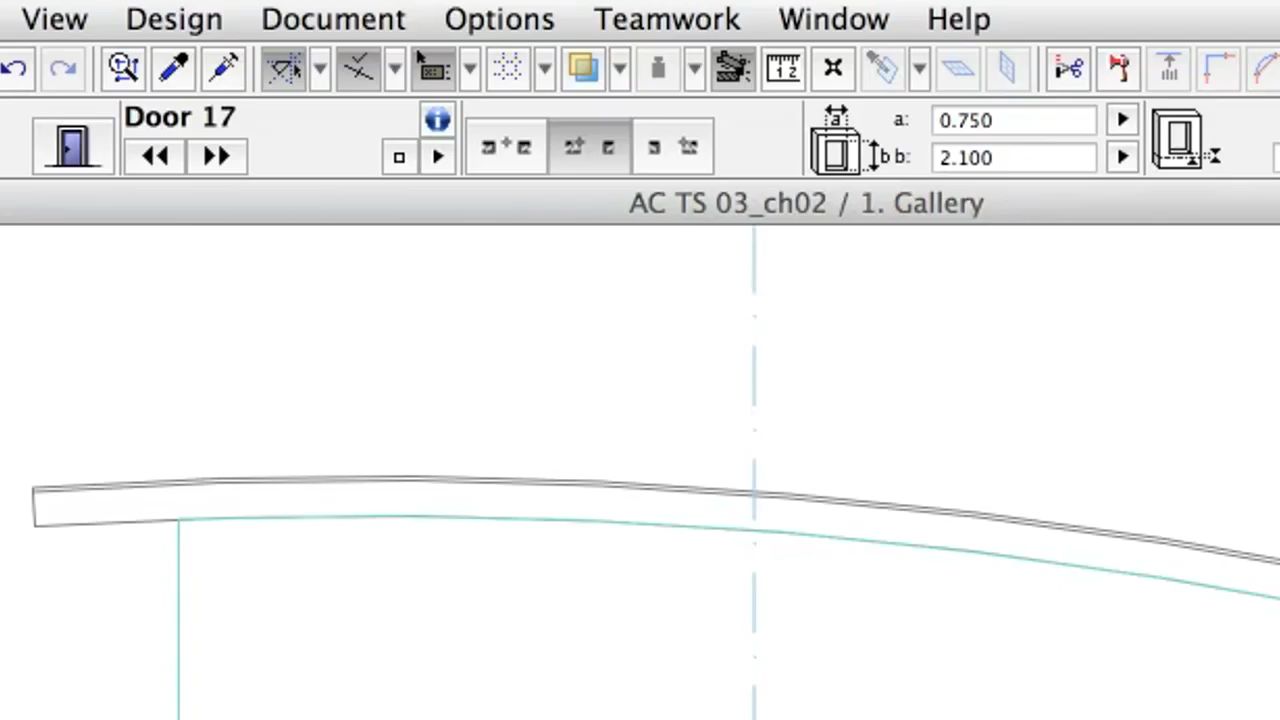 View Design Document Options Teamwork Window Help
Door 17
a: 0.750
b b: 2.100
AC TS 03_ch02 / 1. Gallery